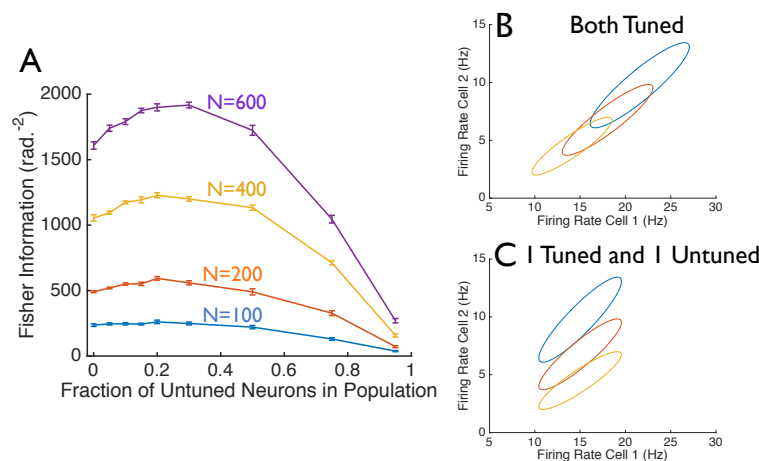 A
Fisher Information (rad.⁻²)
2000
1500
1000
500
0
N=600
N=400
N=200
N=100
0 0.2 0.4 0.6 0.8 1
Fraction of Untuned Neurons in Population
B Both Tuned
Firing Rate Cell 2 (Hz)
15
10
5
0
5 10 15 20 25 30
Firing Rate Cell 1 (Hz)
C 1 Tuned and 1 Untuned
Firing Rate Cell 2 (Hz)
15
10
5
0
5 10 15 20 25 30
Firing Rate Cell 1 (Hz)